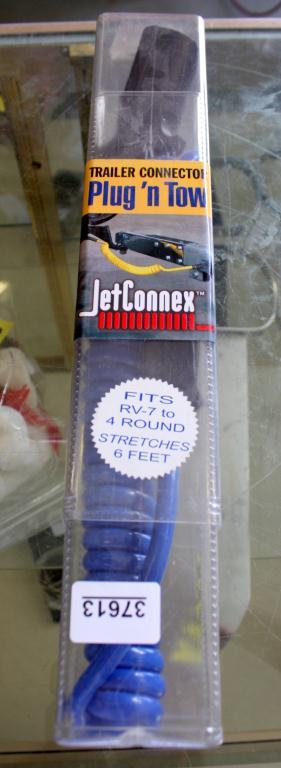 TRAILER CONNECTOR
Plug 'n Tow
JetConnex™
FITS
RV-7 to
4 ROUND
STRETCHES
6 FEET
37613